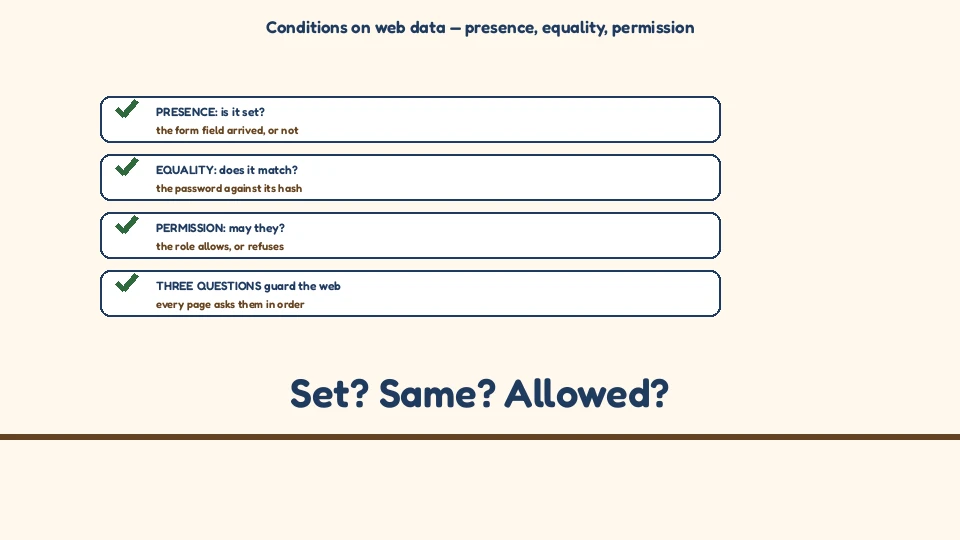 Conditions on web data — presence, equality, permission
PRESENCE: is it set?
the form field arrived, or not
EQUALITY: does it match?
the password against its hash
PERMISSION: may they?
the role allows, or refuses
THREE QUESTIONS guard the web
every page asks them in order
Set? Same? Allowed?